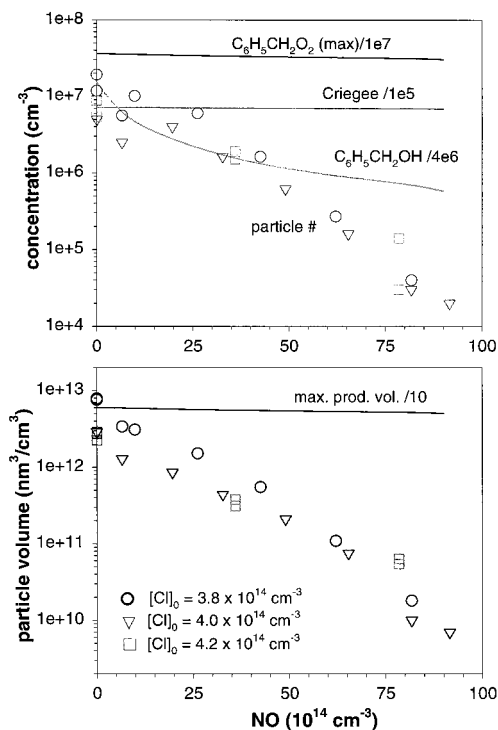 1e+8
C₆H₅CH₂O₂ (max)/1e7
1e+7
Criegee /1e5
C₆H₅CH₂OH /4e6
1e+6
particle #
1e+5
1e+4
concentration (cm⁻³)
0 25 50 75 100
1e+13
max. prod. vol. /10
1e+12
1e+11
1e+10
particle volume (nm³/cm³)
[Cl]₀ = 3.8 x 10¹⁴ cm⁻³
[Cl]₀ = 4.0 x 10¹⁴ cm⁻³
[Cl]₀ = 4.2 x 10¹⁴ cm⁻³
0 25 50 75 100
NO (10¹⁴ cm⁻³)